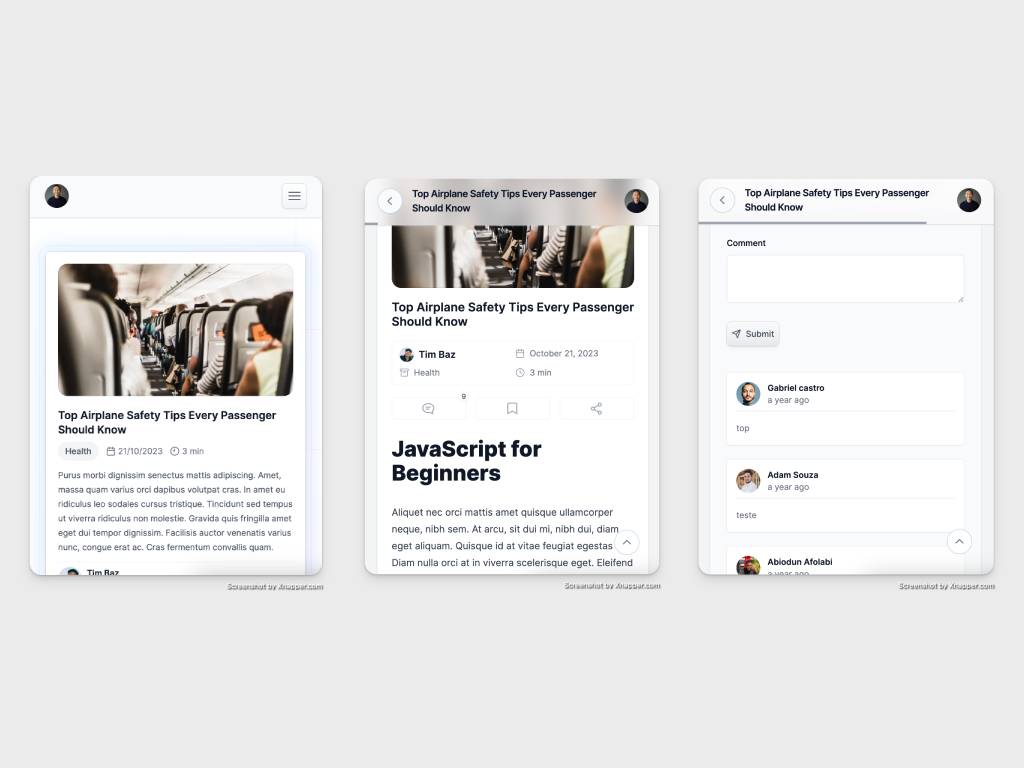 Top Airplane Safety Tips Every Passenger
Should Know
Health
21/10/2023
3 min
Purus morbi dignissim senectus mattis adipiscing. Amet,
massa quam varius orci dapibus volutpat cras. In amet eu
ridiculus leo sodales cursus tristique. Tincidunt sed tempus
ut viverra ridiculus non molestie. Gravida quis fringilla amet
eget dui tempor dignissim. Facilisis auctor venenatis varius
nunc, congue erat ac. Cras fermentum convallis quam.
Tim Baz
Screenshot by Xnapper.com
Top Airplane Safety Tips Every Passenger
Should Know
Top Airplane Safety Tips Every Passenger
Should Know
Tim Baz
October 21, 2023
Health
3 min
9
JavaScript for
Beginners
Aliquet nec orci mattis amet quisque ullamcorper
neque, nibh sem. At arcu, sit dui mi, nibh dui, diam
eget aliquam. Quisque id at vitae feugiat egestas
Diam nulla orci at in viverra scelerisque eget. Eleifend
Screenshot by Xnapper.com
Top Airplane Safety Tips Every Passenger
Should Know
Comment
Submit
Gabriel castro
a year ago
top
Adam Souza
a year ago
teste
Abiodun Afolabi
a year ago
Screenshot by Xnapper.com